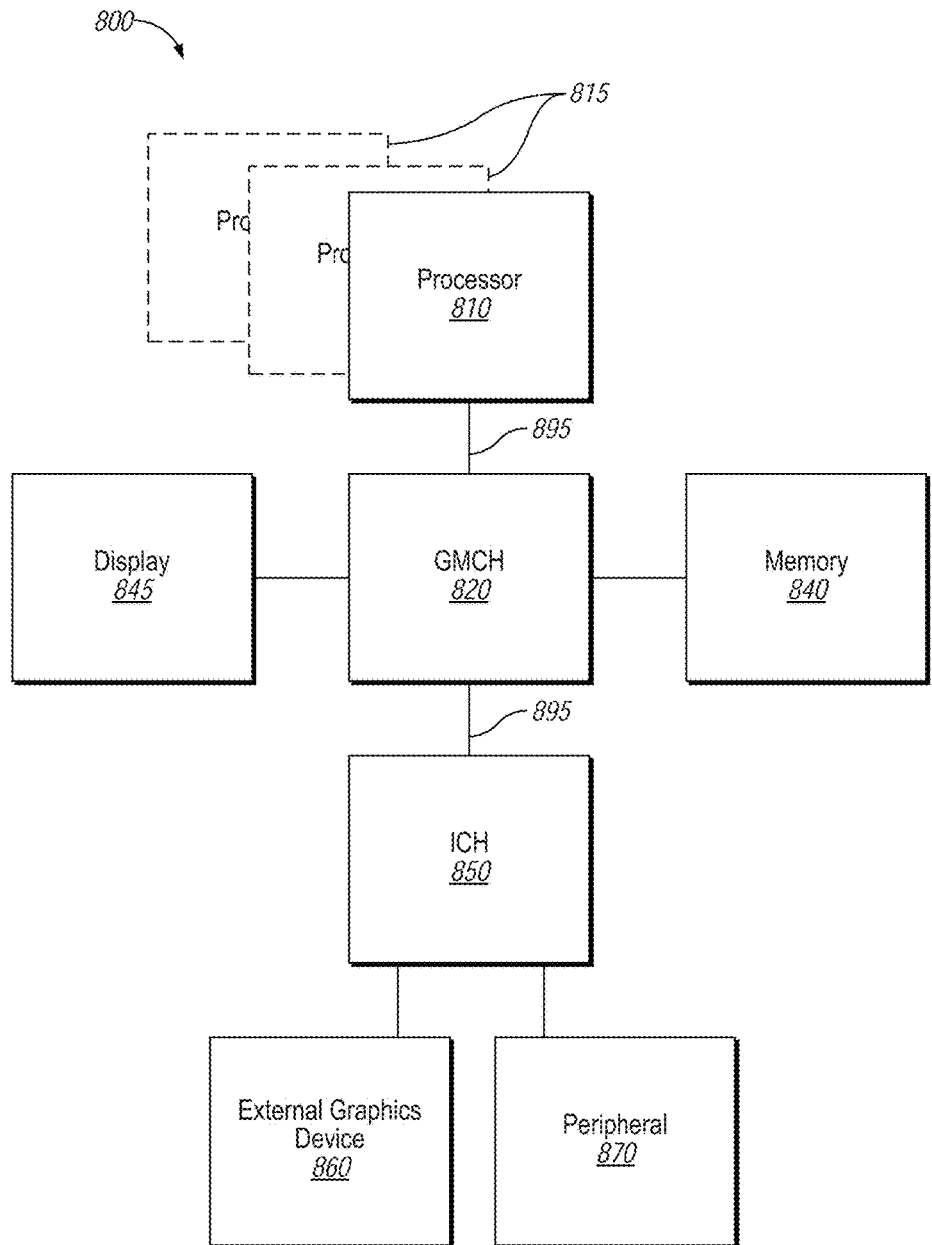 800
815
Pro
Pro
Processor
810
895
Display
845
GMCH
820
Memory
840
895
ICH
850
External Graphics
Device
860
Peripheral
870